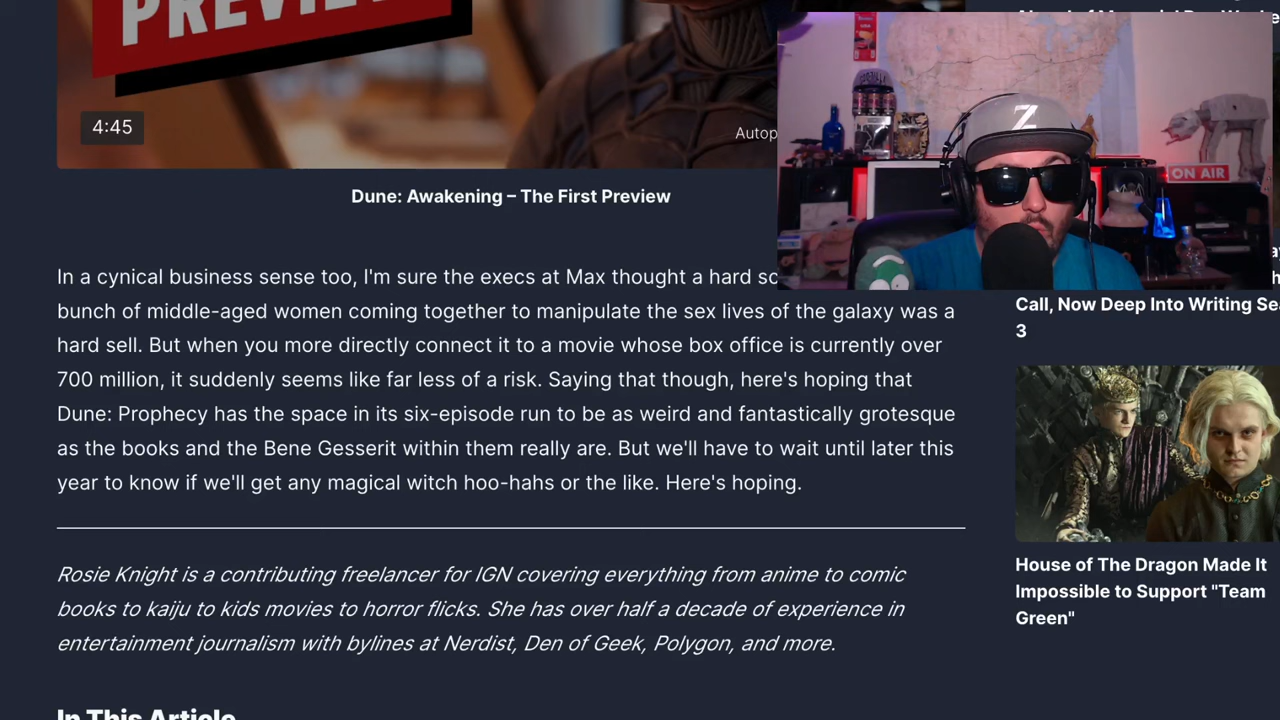 PREVIEW
4:45
Autop
Dune: Awakening – The First Preview
ON AIR
Z
In a cynical business sense too, I'm sure the execs at Max thought a hard
bunch of middle-aged women coming together to manipulate the sex lives of the galaxy was a
hard sell. But when you more directly connect it to a movie whose box office is currently over
700 million, it suddenly seems like far less of a risk. Saying that though, here's hoping that
Dune: Prophecy has the space in its six-episode run to be as weird and fantastically grotesque
as the books and the Bene Gesserit within them really are. But we'll have to wait until later this
year to know if we'll get any magical witch hoo-hahs or the like. Here's hoping.
Rosie Knight is a contributing freelancer for IGN covering everything from anime to comic
books to kaiju to kids movies to horror flicks. She has over half a decade of experience in
entertainment journalism with bylines at Nerdist, Den of Geek, Polygon, and more.
In This Article
Call, Now Deep Into Writing Se
3
House of The Dragon Made It
Impossible to Support "Team
Green"